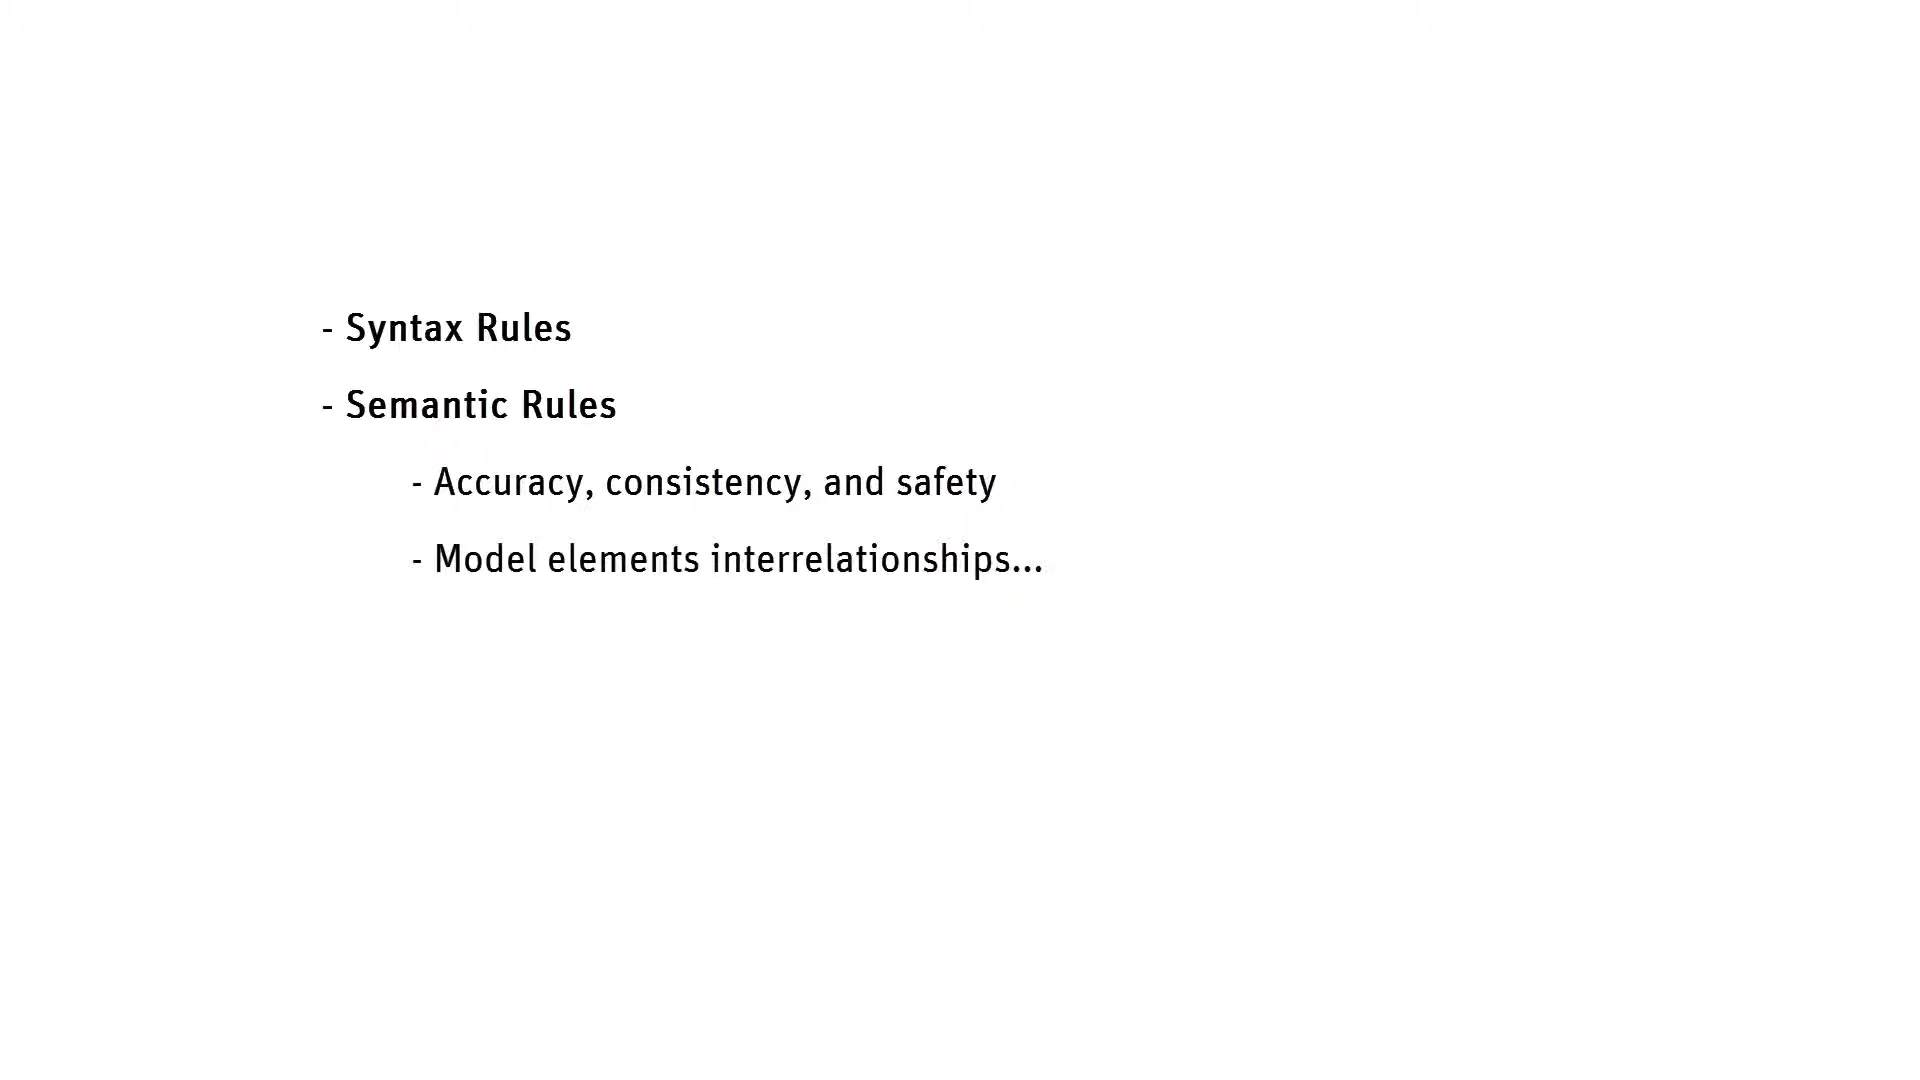 - Syntax Rules
- Semantic Rules
- Accuracy, consistency, and safety
- Model elements interrelationships...